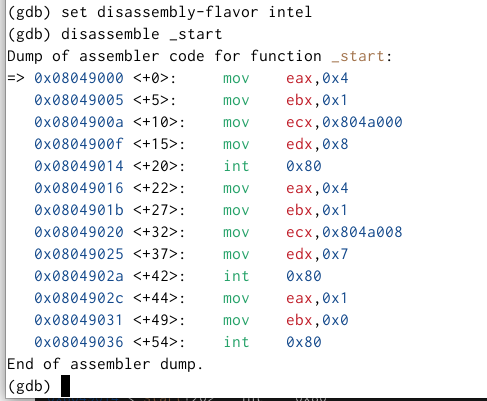 (gdb) set disassembly-flavor intel
(gdb) disassemble _start
Dump of assembler code for function _start:
=> 0x08049000 <+0>:     mov    eax,0x4
   0x08049005 <+5>:     mov    ebx,0x1
   0x0804900a <+10>:    mov    ecx,0x804a000
   0x0804900f <+15>:    mov    edx,0x8
   0x08049014 <+20>:    int    0x80
   0x08049016 <+22>:    mov    eax,0x4
   0x0804901b <+27>:    mov    ebx,0x1
   0x08049020 <+32>:    mov    ecx,0x804a008
   0x08049025 <+37>:    mov    edx,0x7
   0x0804902a <+42>:    int    0x80
   0x0804902c <+44>:    mov    eax,0x1
   0x08049031 <+49>:    mov    ebx,0x0
   0x08049036 <+54>:    int    0x80
End of assembler dump.
(gdb)